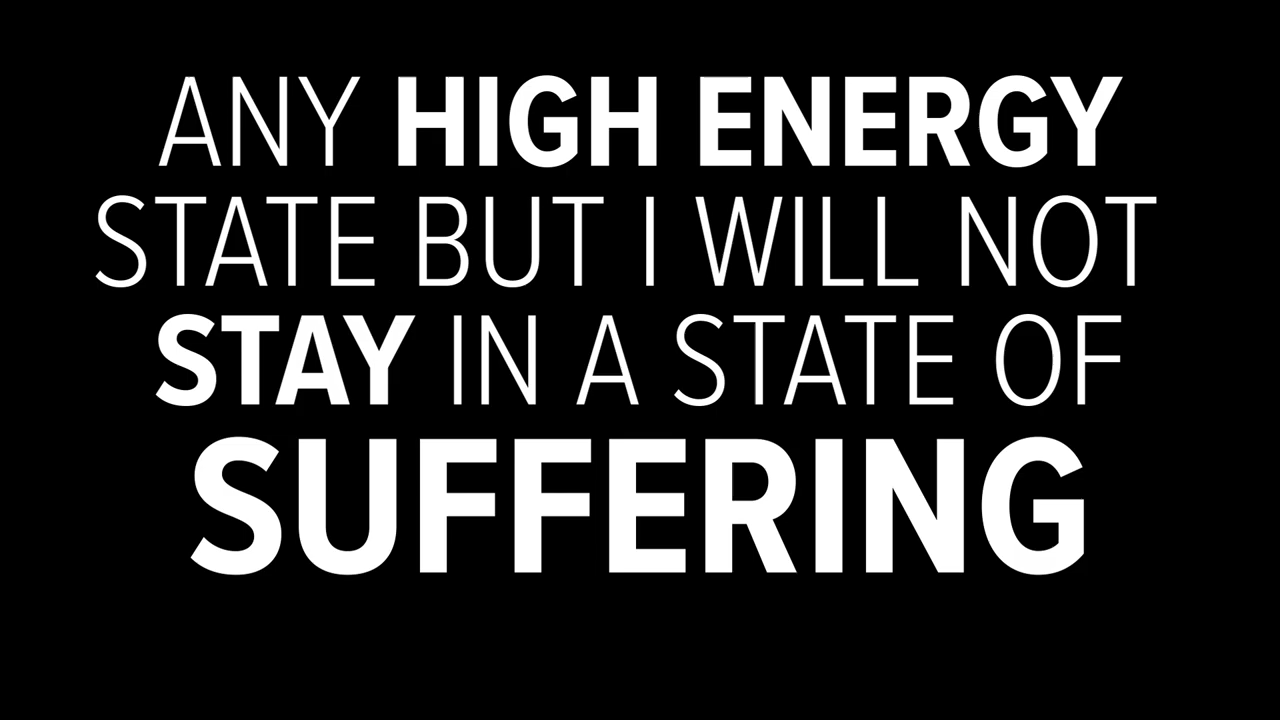 ANY HIGH ENERGY
STATE BUT I WILL NOT
STAY IN A STATE OF
SUFFERING